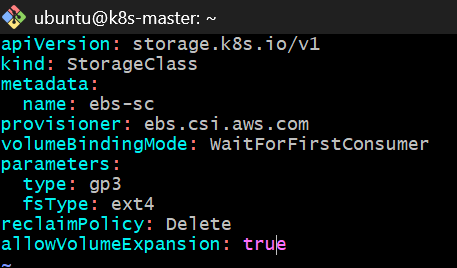 ubuntu@k8s-master: ~
apiVersion: storage.k8s.io/v1
kind: StorageClass
metadata:
  name: ebs-sc
provisioner: ebs.csi.aws.com
volumeBindingMode: WaitForFirstConsumer
parameters:
  type: gp3
  fsType: ext4
reclaimPolicy: Delete
allowVolumeExpansion: true
~